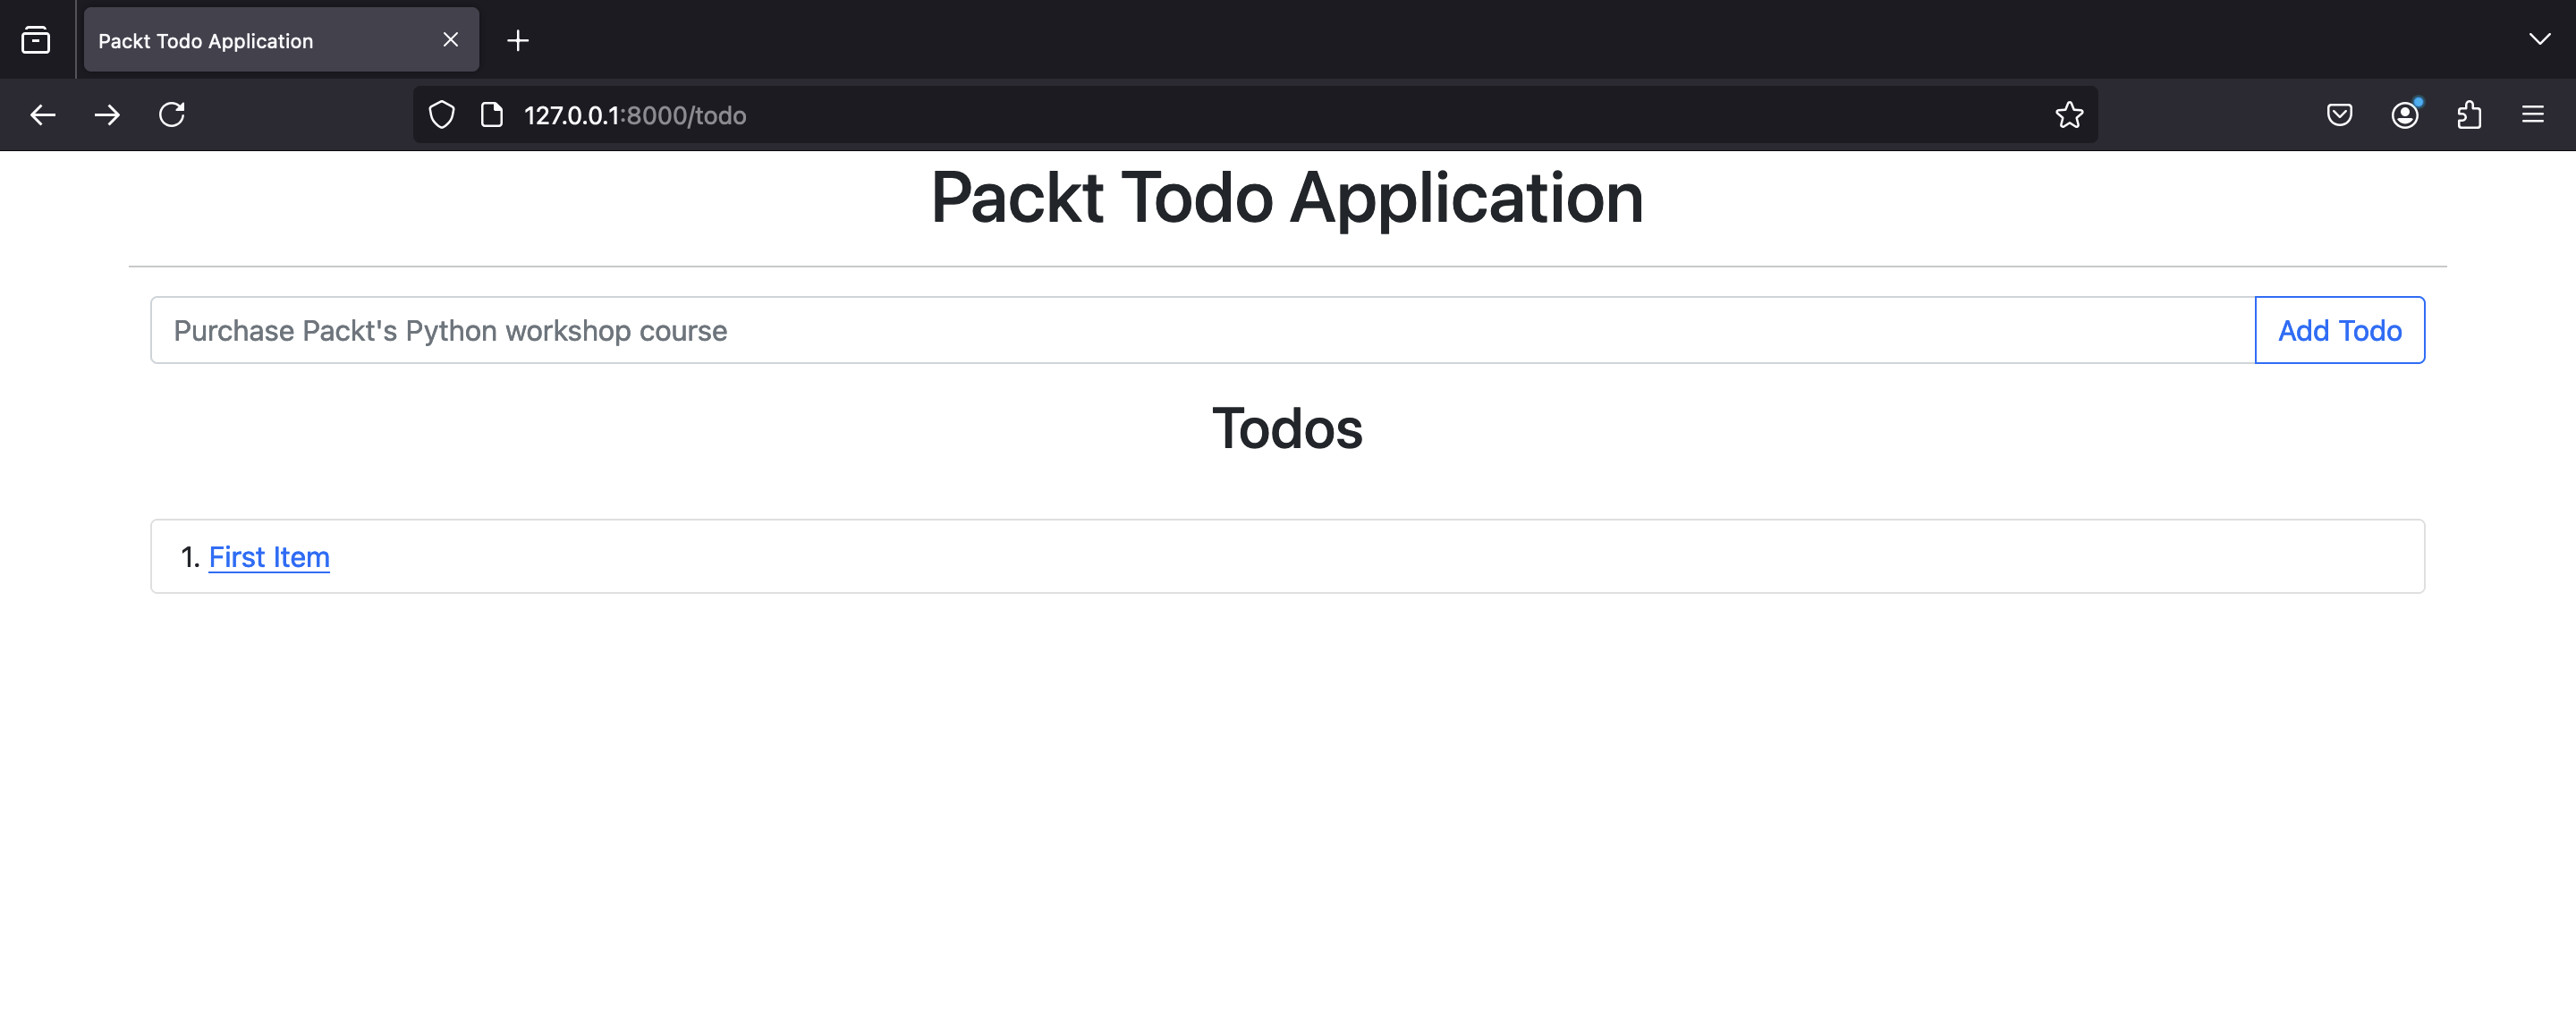 Packt Todo Application
127.0.0.1:8000/todo
Packt Todo Application
Purchase Packt's Python workshop course
Add Todo
Todos
1. First Item